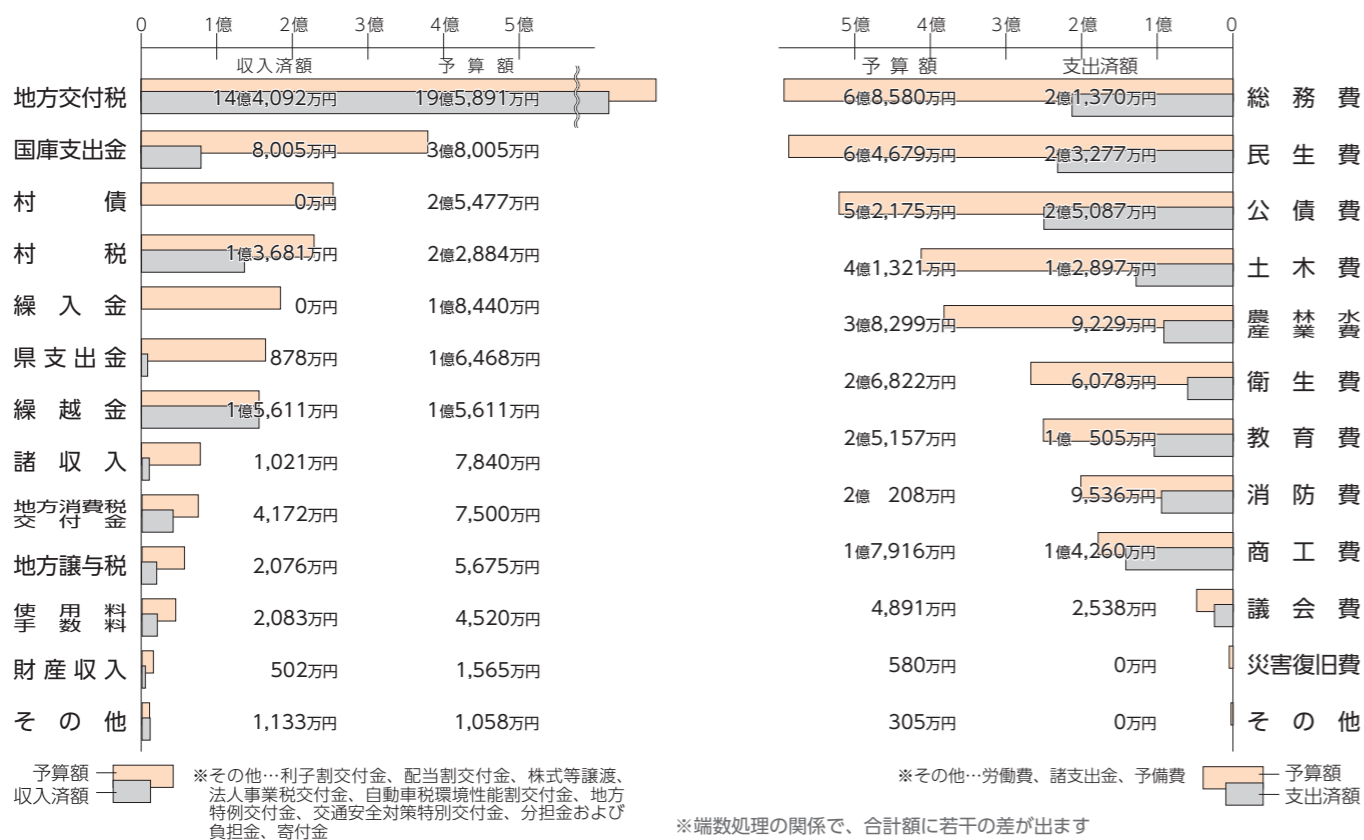 0 1億 2億 3億 4億 5億
収入済額 予算額
地方交付税 14億4,092万円 19億5,891万円
国庫支出金 8,005万円 3億8,005万円
村債 0万円 2億5,477万円
村税 1億3,681万円 2億2,884万円
繰入金 0万円 1億8,440万円
県支出金 878万円 1億6,468万円
繰越金 1億5,611万円 1億5,611万円
諸収入 1,021万円 7,840万円
地方消費税
交付金 4,172万円 7,500万円
地方譲与税 2,076万円 5,675万円
使用料
手数料 2,083万円 4,520万円
財産収入 502万円 1,565万円
その他 1,133万円 1,058万円
予算額
収入済額
※その他…利子割交付金、配当割交付金、株式等譲渡、
法人事業税交付金、自動車税環境性能割交付金、地方
特例交付金、交通安全対策特別交付金、分担金および
負担金、寄付金
5億 4億 3億 2億 1億 0
予算額 支出済額
6億8,580万円 2億1,370万円 総務費
6億4,679万円 2億3,277万円 民生費
5億2,175万円 2億5,087万円 公債費
4億1,321万円 1億2,897万円 土木費
3億8,299万円 9,229万円 農林水
産業費
2億6,822万円 6,078万円 衛生費
2億5,157万円 1億 505万円 教育費
2億 208万円 9,536万円 消防費
1億7,916万円 1億4,260万円 商工費
4,891万円 2,538万円 議会費
580万円 0万円 災害復旧費
305万円 0万円 その他
※その他…労働費、諸支出金、予備費
予算額
支出済額
※端数処理の関係で、合計額に若干の差が出ます